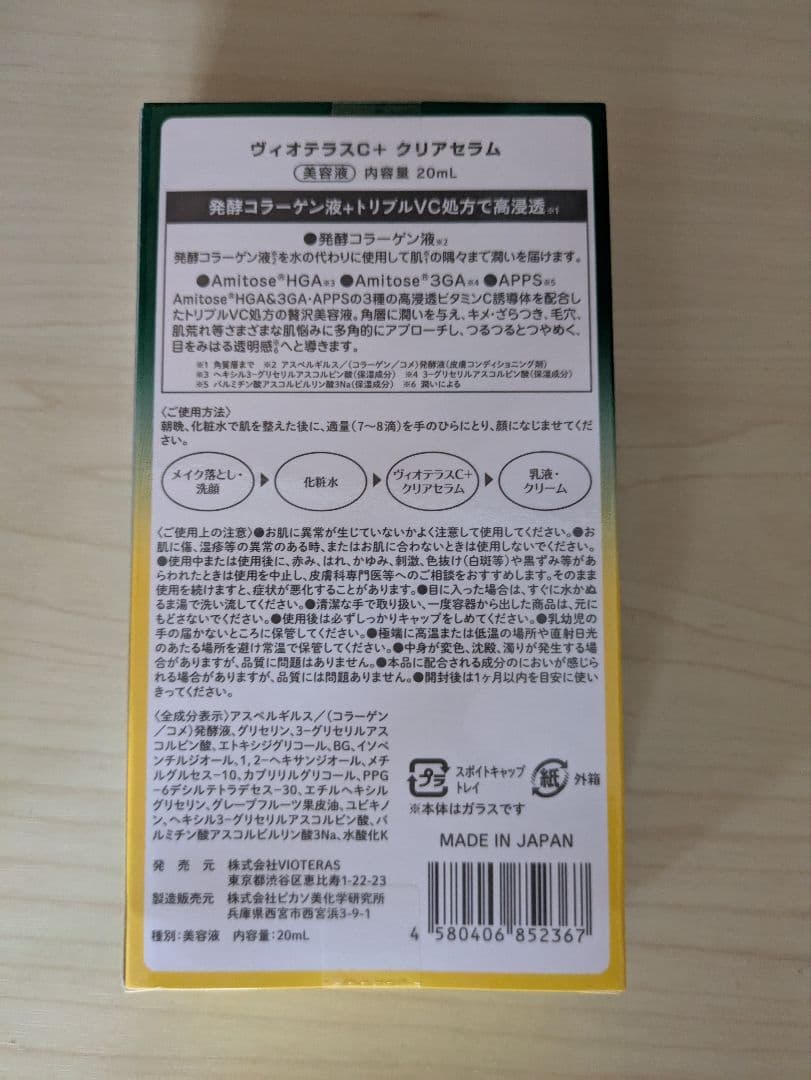 ヴィオテラスC+ クリアセラム
美容液 内容量 20mL
発酵コラーゲン液+トリプルVC処方で高浸透※1
●発酵コラーゲン液※2
発酵コラーゲン液※2を水の代わりに使用して肌※1の隅々まで潤いを届けます。
●Amitose®HGA※3 ●Amitose®3GA※4 ●APPS※5
Amitose®HGA&3GA・APPSの3種の高浸透ビタミンC誘導体を配合し
たトリプルVC処方の贅沢美容液。角層に潤いを与え、キメ・ざらつき、毛穴、
肌荒れ等さまざまな肌悩みに多角的にアプローチし、つるつるとつやめく、
目をみはる透明感※6へと導きます。
※1 角質層まで ※2 アスペルギルス/(コラーゲン/コメ)発酵液(皮膚コンディショニング剤)
※3 ヘキシル3-グリセリルアスコルビン酸(保湿成分) ※4 3-グリセリルアスコルビン酸(保湿成分)
※5 パルミチン酸アスコルビルリン酸3Na(保湿成分) ※6 潤いによる
〈ご使用方法〉
朝晩、化粧水で肌を整えた後に、適量(7〜8滴)を手のひらにとり、顔になじませてくだ
さい。
メイク落とし・
洗顔
化粧水
ヴィオテラスC+
クリアセラム
乳液・
クリーム
〈ご使用上の注意〉●お肌に異常が生じていないかよく注意して使用してください。●お
肌に傷、湿疹等の異常のある時、またはお肌に合わないときは使用しないでください。
●使用中または使用後に、赤み、はれ、かゆみ、刺激、色抜け(白斑等)や黒ずみ等があ
らわれたときは使用を中止し、皮膚科専門医等へのご相談をおすすめします。そのまま
使用を続けますと、症状が悪化することがあります。●目に入った場合は、すぐに水かぬ
るま湯で洗い流してください。●清潔な手で取り扱い、一度容器から出した商品は、元に
もどさないでください。●使用後は必ずしっかりキャップをしめてください。●乳幼児の
手の届かないところに保管してください。●極端に高温または低温の場所や直射日光
のあたる場所を避け常温で保管してください。●中身が変色、沈殿、濁りが発生する場
合がありますが、品質に問題はありません。●本品に配合される成分のにおいが感じら
れる場合がありますが、品質には問題ありません。●開封後は1ヶ月以内を目安に使い
きってください。
〈全成分表示〉アスペルギルス/(コラーゲン
/コメ)発酵液、グリセリン、3-グリセリルアス
コルビン酸、エトキシジグリコール、BG、イソペ
ンチルジオール、1,2-ヘキサンジオール、メチ
ルグルセス-10、カプリリルグリコール、PPG
-6デシルテトラデセス-30、エチルヘキシル
グリセリン、グレープフルーツ果皮油、ユビキノ
ン、ヘキシル3-グリセリルアスコルビン酸、パ
ルミチン酸アスコルビルリン酸3Na、水酸化K
プラ スポイトキャップ
トレイ
紙 外箱
※本体はガラスです
MADE IN JAPAN
発売元 株式会社VIOTERAS
東京都渋谷区恵比寿1-22-23
製造販売元 株式会社ピカソ美化学研究所
兵庫県西宮市西宮浜3-9-1
種別:美容液 内容量:20mL
4 580406 852367